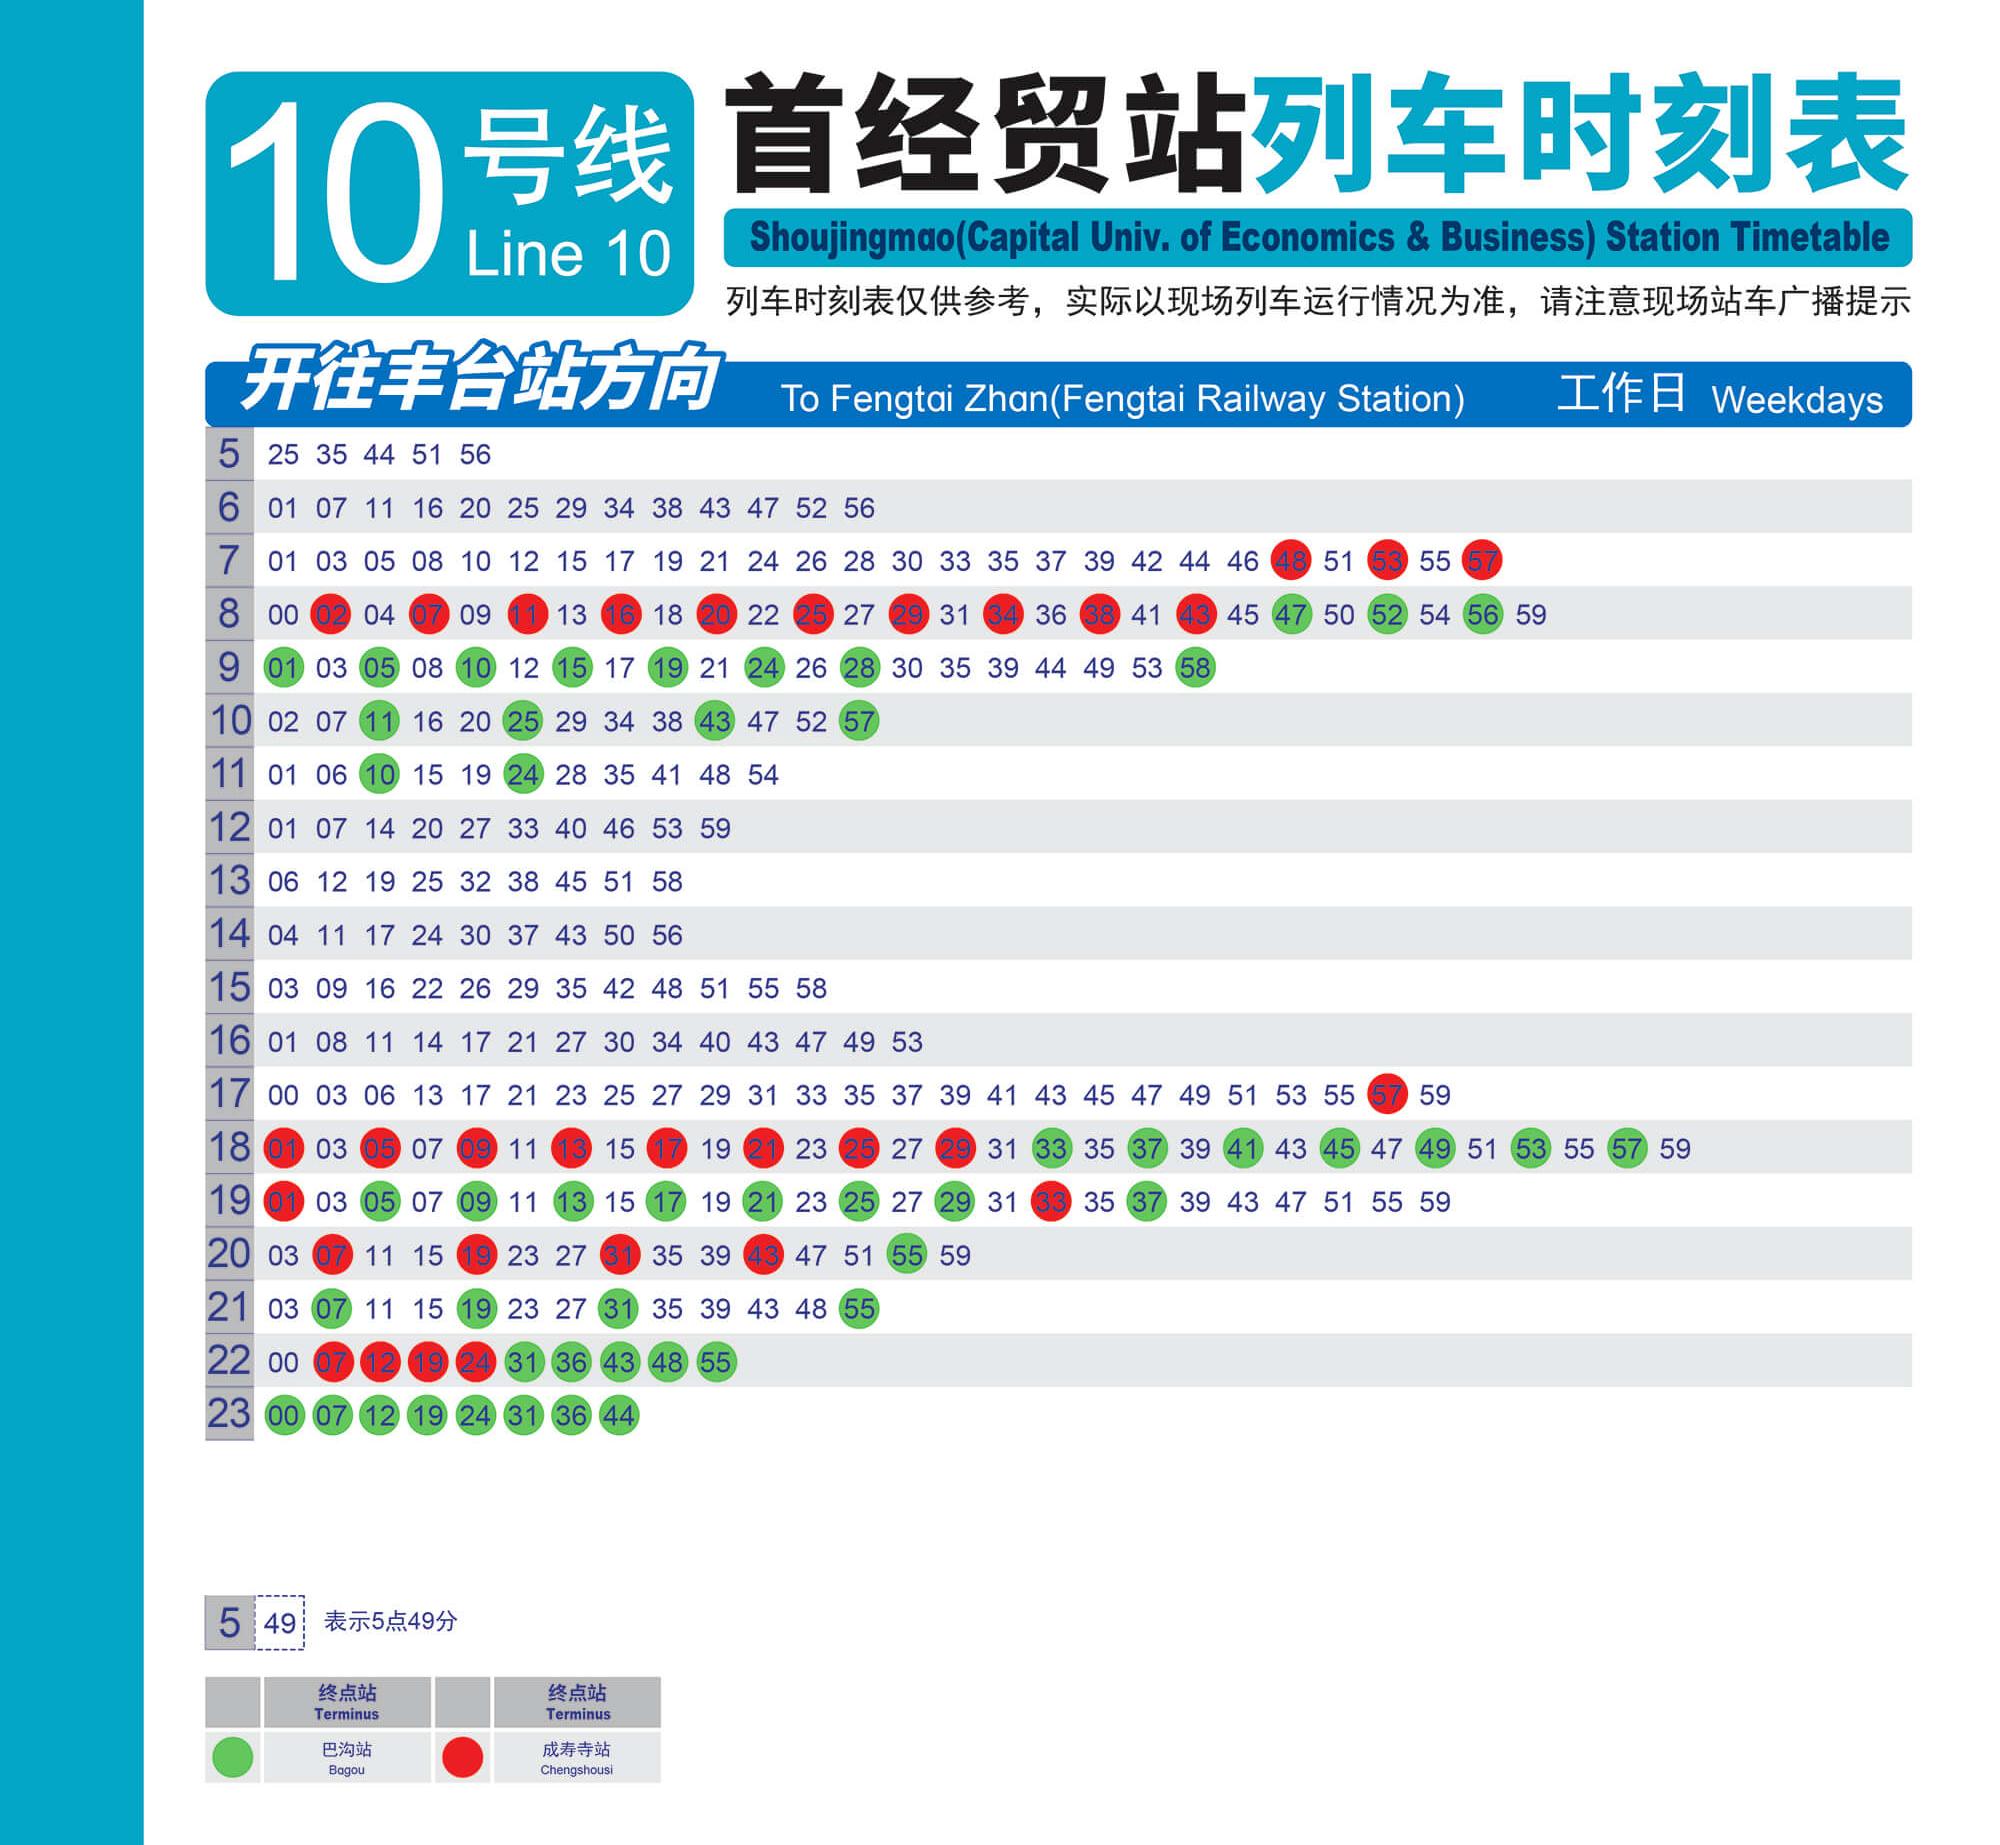 10号线
Line 10
首经贸站列车时刻表
Shoujingmao(Capital Univ. of Economics & Business) Station Timetable
列车时刻表仅供参考，实际以现场列车运行情况为准，请注意现场站车广播提示
开往丰台站方向 To Fengtai Zhan(Fengtai Railway Station) 工作日 Weekdays
5 25 35 44 51 56
6 01 07 11 16 20 25 29 34 38 43 47 52 56
7 01 03 05 08 10 12 15 17 19 21 24 26 28 30 33 35 37 39 42 44 46 48 51 53 55 57
8 00 02 04 07 09 11 13 16 18 20 22 25 27 29 31 34 36 38 41 43 45 47 50 52 54 56 59
9 01 03 05 08 10 12 15 17 19 21 24 26 28 30 35 39 44 49 53 58
10 02 07 11 16 20 25 29 34 38 43 47 52 57
11 01 06 10 15 19 24 28 35 41 48 54
12 01 07 14 20 27 33 40 46 53 59
13 06 12 19 25 32 38 45 51 58
14 04 11 17 24 30 37 43 50 56
15 03 09 16 22 26 29 35 42 48 51 55 58
16 01 08 11 14 17 21 27 30 34 40 43 47 49 53
17 00 03 06 13 17 21 23 25 27 29 31 33 35 37 39 41 43 45 47 49 51 53 55 57 59
18 01 03 05 07 09 11 13 15 17 19 21 23 25 27 29 31 33 35 37 39 41 43 45 47 49 51 53 55 57 59
19 01 03 05 07 09 11 13 15 17 19 21 23 25 27 29 31 33 35 37 39 43 47 51 55 59
20 03 07 11 15 19 23 27 31 35 39 43 47 51 55 59
21 03 07 11 15 19 23 27 31 35 39 43 48 55
22 00 07 12 19 24 31 36 43 48 55
23 00 07 12 19 24 31 36 44
5 49 表示5点49分
终点站 终点站
Terminus Terminus
巴沟站 成寿寺站
Bagou Chengshousi